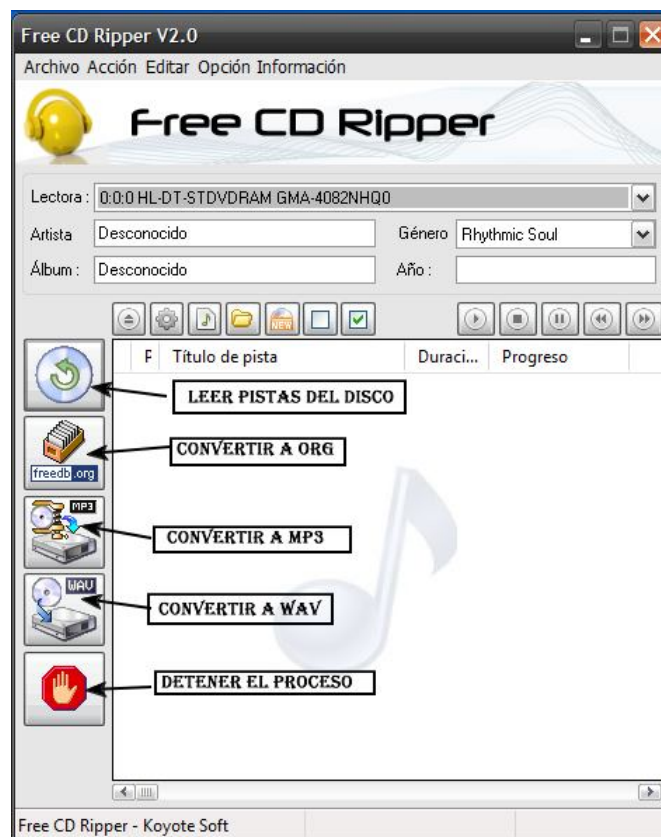 Free CD Ripper V2.0
Archivo Acción Editar Opción Información
Free CD Ripper
Lectora : 0:0:0 HL-DT-STDVDRAM GMA-4082NHQ0
Artista Desconocido Género Rhythmic Soul
Álbum : Desconocido Año :
NEW
F Título de pista Duraci... Progreso
LEER PISTAS DEL DISCO
CONVERTIR A ORG
freedb.org
MP3
CONVERTIR A MP3
WAV
CONVERTIR A WAV
DETENER EL PROCESO
Free CD Ripper - Koyote Soft